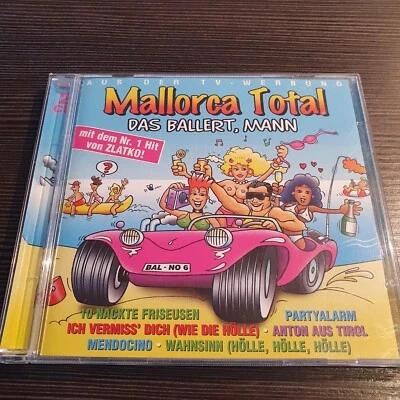 AUS DER TV-WERBUNG
Mallorca Total
DAS BALLERT, MANN
mit dem Nr. 1 Hit
von ZLATKO!
?
BAL - NO 6
10 NACKTE FRISEUSEN
PARTYALARM
ICH VERMISS' DICH (WIE DIE HÖLLE) · ANTON AUS TIROL
MENDOCINO · WAHNSINN (HÖLLE, HÖLLE, HÖLLE)